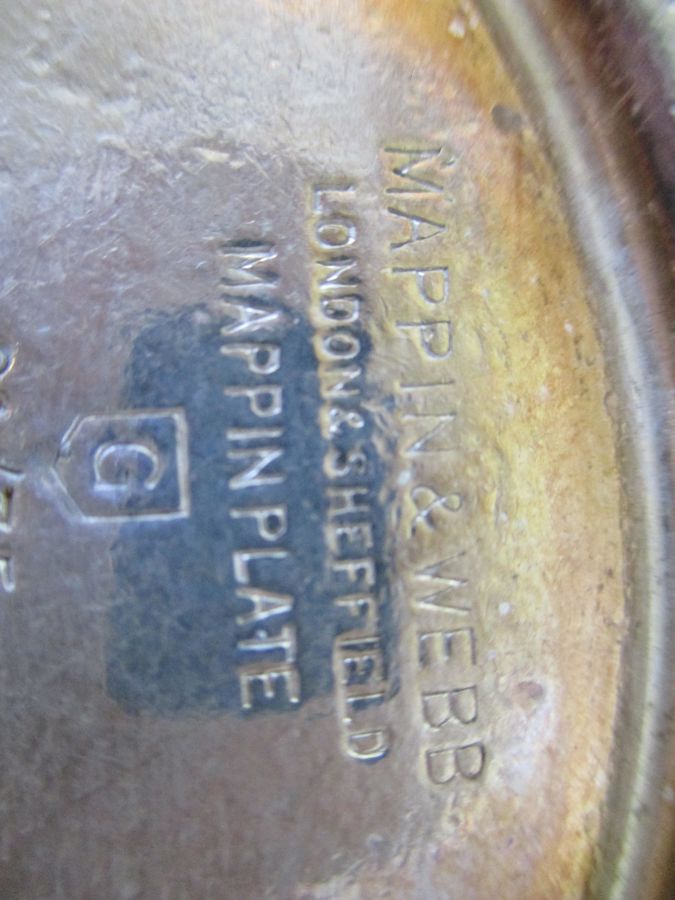 MAPPIN & WEBB
LONDON & SHEFFIELD
MAPPIN PLATE
G